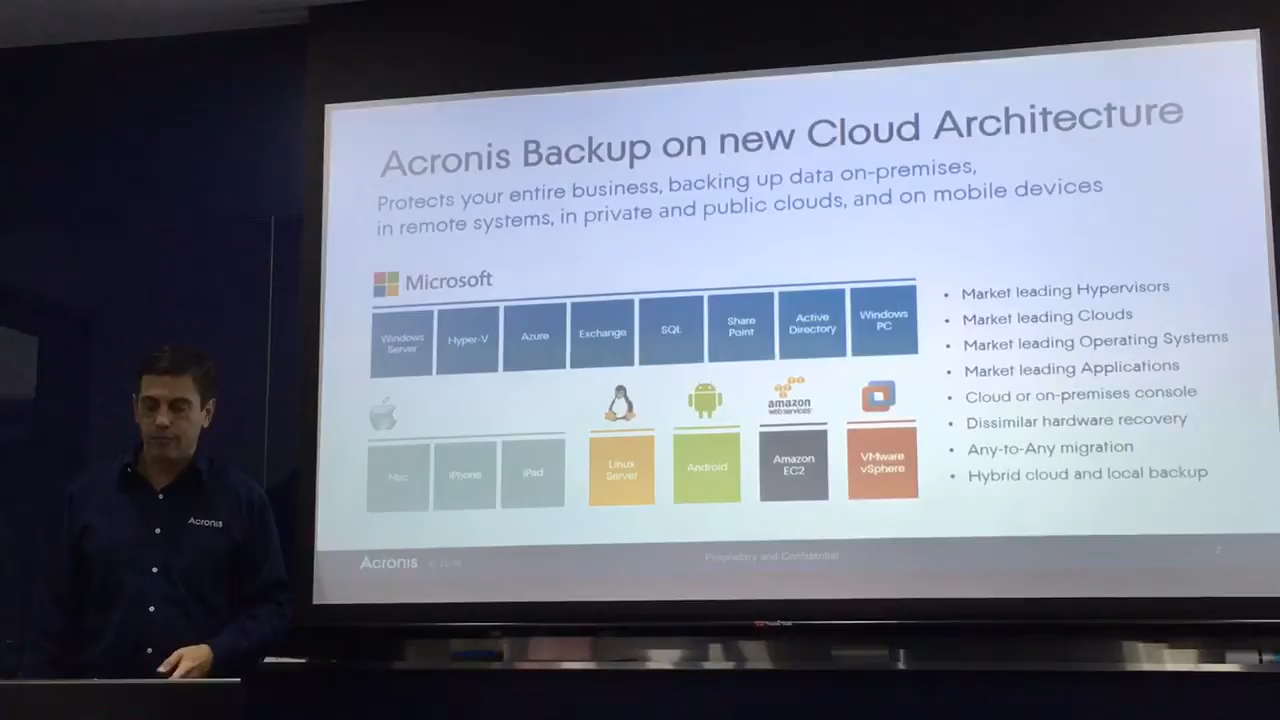 Acronis Backup on new Cloud Architecture
Protects your entire business, backing up data on-premises,
in remote systems, in private and public clouds, and on mobile devices
Microsoft
Windows
Server
Hyper-V
Azure
Exchange
SQL
Share
Point
Active
Directory
Windows
PC
amazon
web services
Mac
iPhone
iPad
Linux
Server
Android
Amazon
EC2
VMware
vSphere
• Market leading Hypervisors
• Market leading Clouds
• Market leading Operating Systems
• Market leading Applications
• Cloud or on-premises console
• Dissimilar hardware recovery
• Any-to-Any migration
• Hybrid cloud and local backup
Acronis
Proprietary and Confidential
Acronis